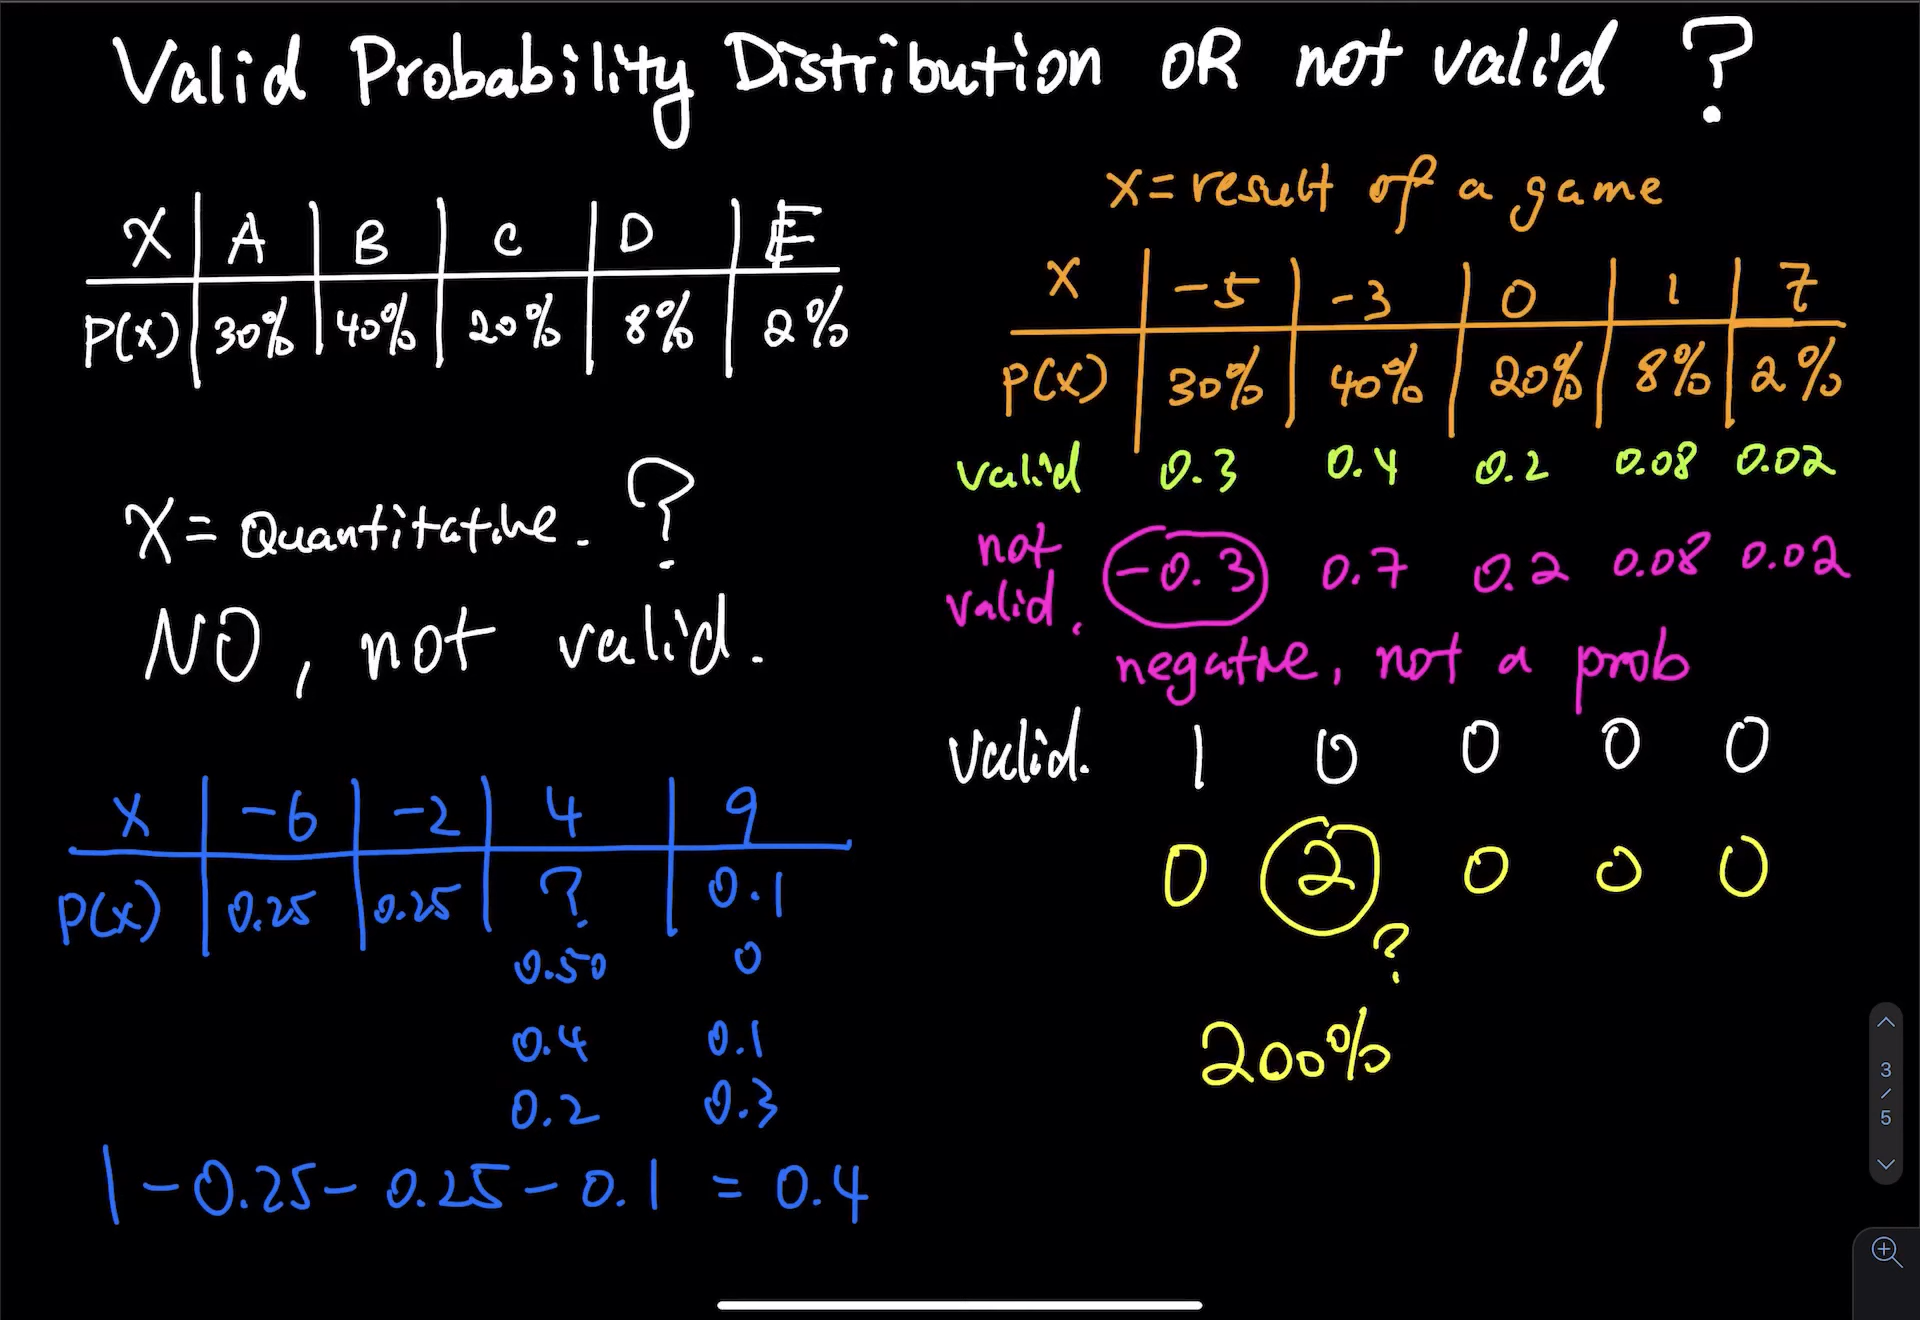 Valid Probability Distribution OR not valid ?
X A B C D E
P(X) 30% 40% 20% 8% 2%
X = Quantitative. ?
NO, not valid.
X -6 -2 4 9
P(X) 0.25 0.25 ? 0.1
0.50 0
0.4 0.1
0.2 0.3
1 - 0.25 - 0.25 - 0.1 = 0.4
X = result of a game
X -5 -3 0 1 7
P(X) 30% 40% 20% 8% 2%
valid 0.3 0.4 0.2 0.08 0.02
not valid. -0.3 0.7 0.2 0.08 0.02
negative, not a prob
valid. 1 0 0 0 0
0 2 0 0 0
?
200%
3
/
5